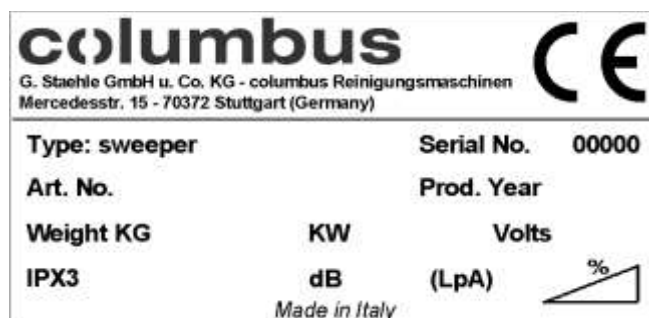 columbus
CE
G. Staehle GmbH u. Co. KG - columbus Reinigungsmaschinen
Mercedesstr. 15 - 70372 Stuttgart (Germany)
Type: sweeper Serial No. 00000
Art. No. Prod. Year
Weight KG KW Volts
IPX3 dB (LpA) %
Made in Italy